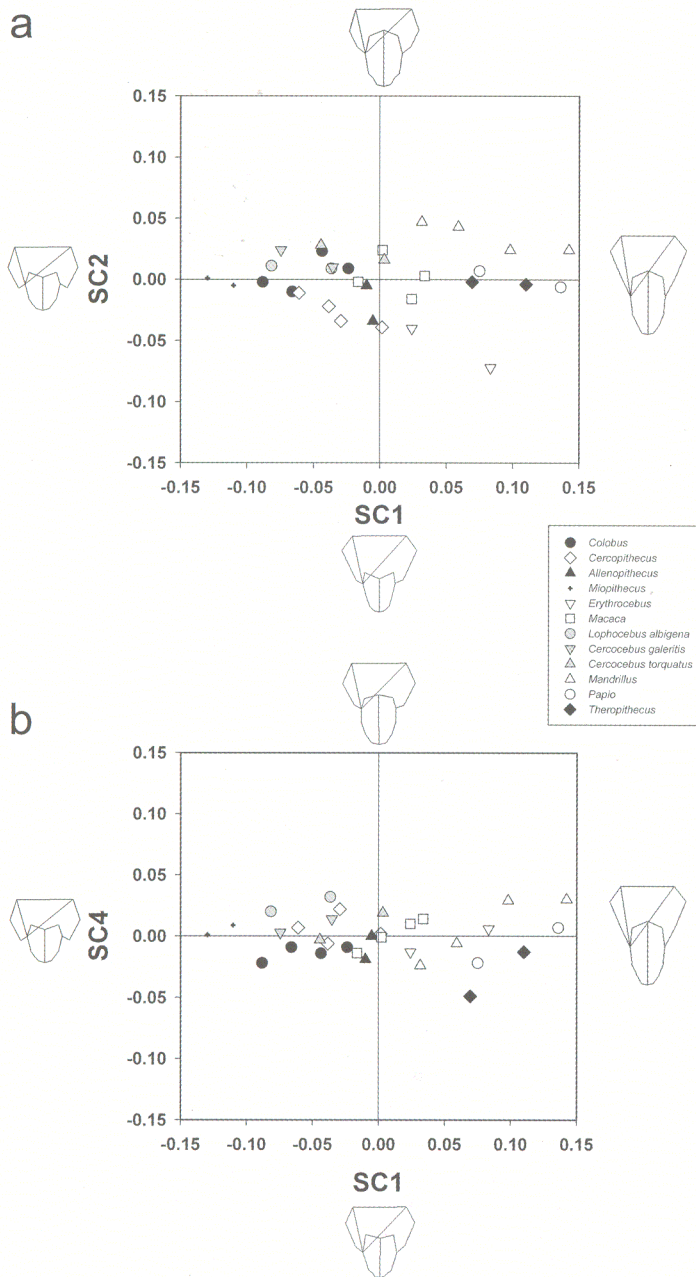 a
0.15
0.10
0.05
0.00
-0.05
-0.10
-0.15
SC2
-0.15 -0.10 -0.05 0.00 0.05 0.10 0.15
SC1
Colobus
Cercopithecus
Allenopithecus
Miopithecus
Erythrocebus
Macaca
Lophocebus albigena
Cercocebus galeritis
Cercocebus torquatus
Mandrillus
Papio
Theropithecus
b
0.15
0.10
0.05
0.00
-0.05
-0.10
-0.15
SC4
-0.15 -0.10 -0.05 0.00 0.05 0.10 0.15
SC1